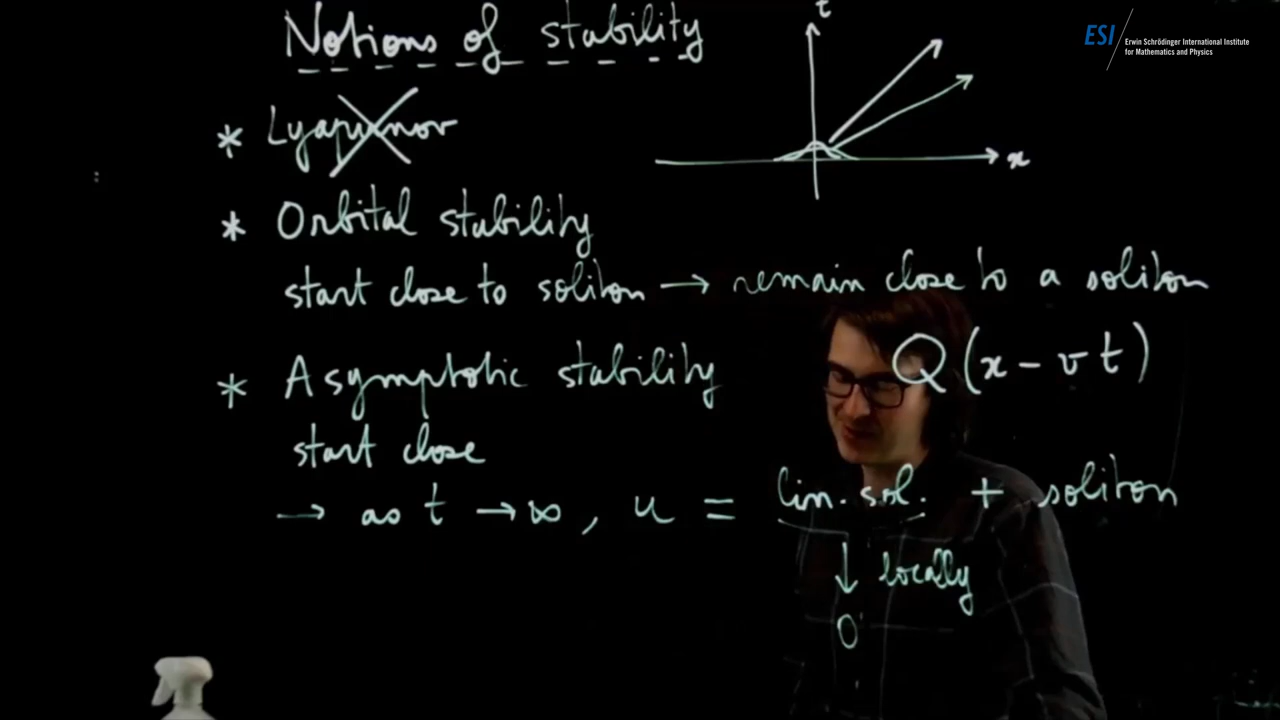 Notions of stability
t
x
* Lyapunov
* Orbital stability
start close to soliton → remain close to a soliton
Q(x - vt)
* Asymptotic stability
start close
→ as t → ∞, u = lin. sol. + soliton
↓ locally
0
ESI
Erwin Schrödinger International Institute
for Mathematics and Physics